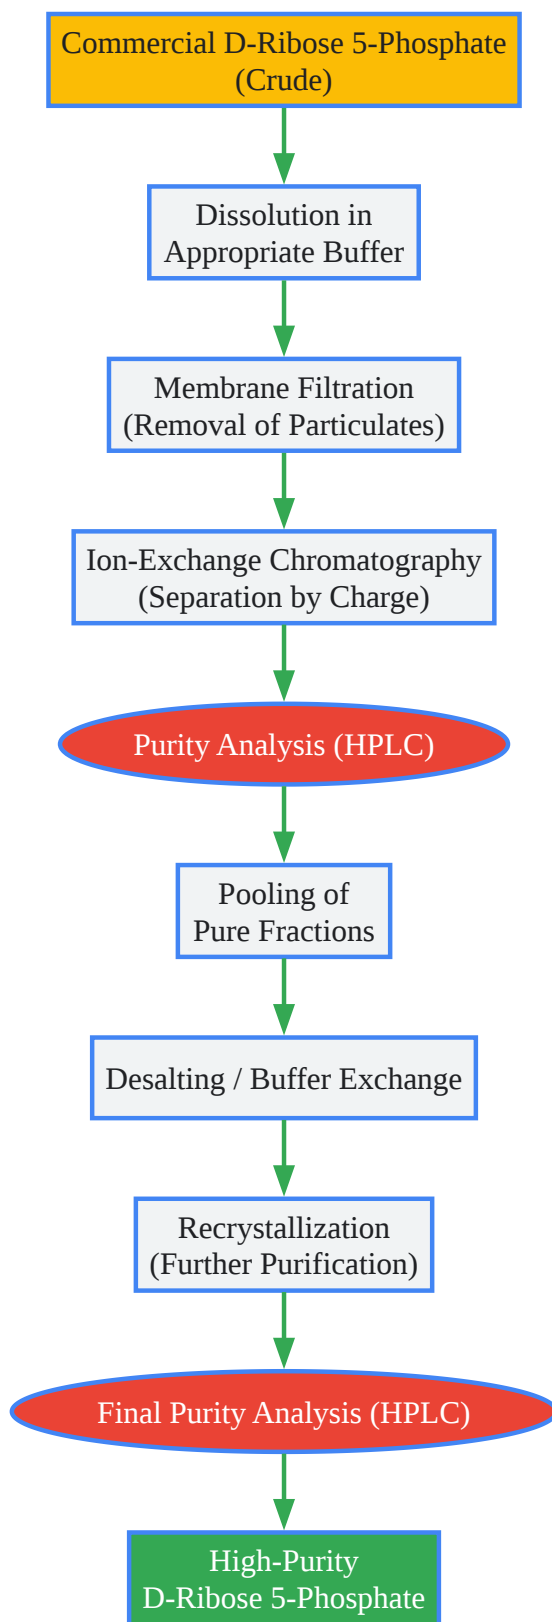 Commercial D-Ribose 5-Phosphate
(Crude)
Dissolution in
Appropriate Buffer
Membrane Filtration
(Removal of Particulates)
Ion-Exchange Chromatography
(Separation by Charge)
Purity Analysis (HPLC)
Pooling of
Pure Fractions
Desalting / Buffer Exchange
Recrystallization
(Further Purification)
Final Purity Analysis (HPLC)
High-Purity
D-Ribose 5-Phosphate